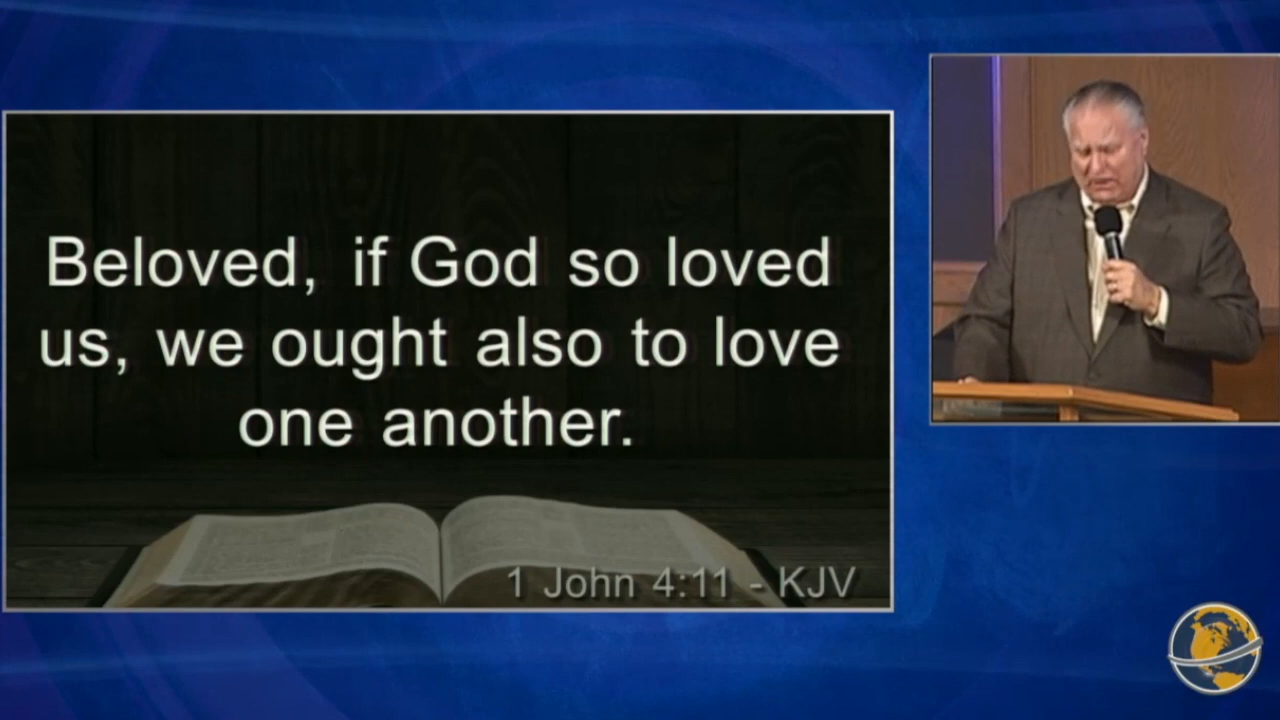 Beloved, if God so loved
us, we ought also to love
one another.
1 John 4:11 - KJV